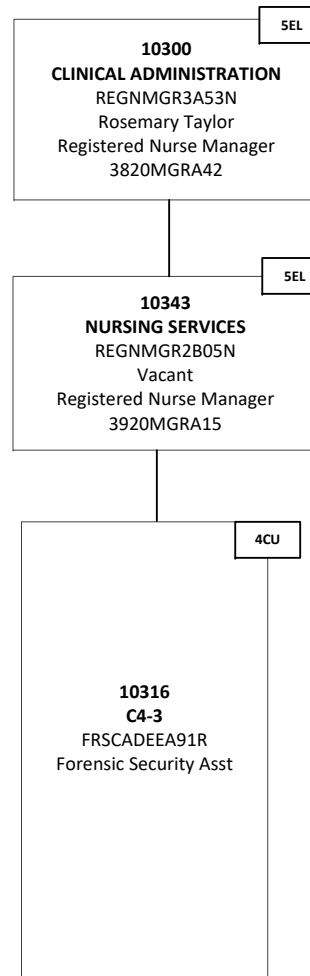 5EL
10300
CLINICAL ADMINISTRATION
REGNMGR3A53N
Rosemary Taylor
Registered Nurse Manager
3820MGRA42
5EL
10343
NURSING SERVICES
REGNMGR2B05N
Vacant
Registered Nurse Manager
3920MGRA15
4CU
10316
C4-3
FRSCADEEA91R
Forensic Security Asst